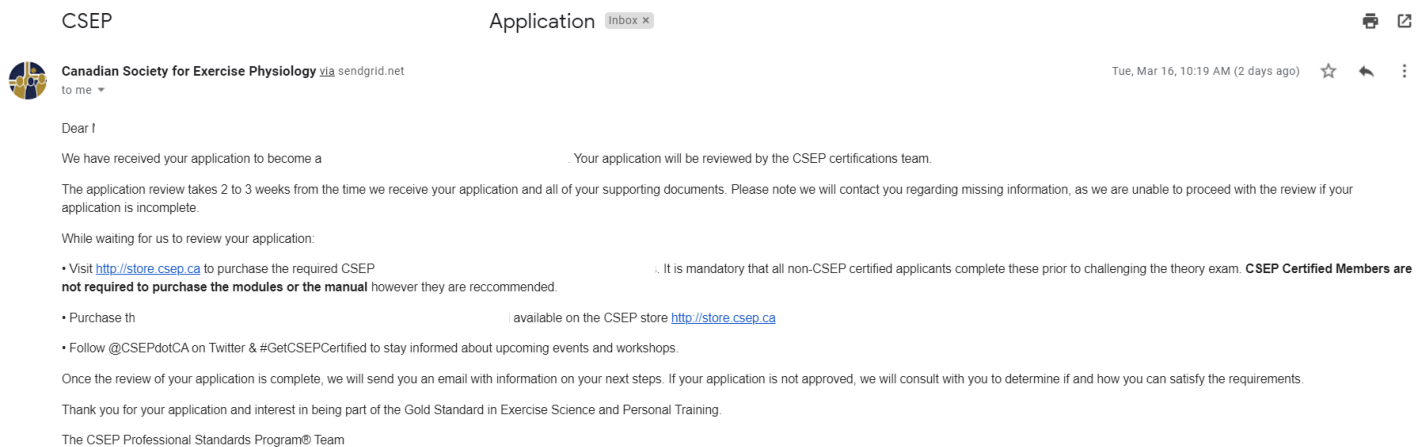 CSEP Application Inbox ×
Canadian Society for Exercise Physiology via sendgrid.net Tue, Mar 16, 10:19 AM (2 days ago)
to me
Dear
We have received your application to become a . Your application will be reviewed by the CSEP certifications team.
The application review takes 2 to 3 weeks from the time we receive your application and all of your supporting documents. Please note we will contact you regarding missing information, as we are unable to proceed with the review if your
application is incomplete.
While waiting for us to review your application:
• Visit http://store.csep.ca to purchase the required CSEP . It is mandatory that all non-CSEP certified applicants complete these prior to challenging the theory exam. CSEP Certified Members are
not required to purchase the modules or the manual however they are reccommended.
• Purchase th available on the CSEP store http://store.csep.ca
• Follow @CSEPdotCA on Twitter & #GetCSEPCertified to stay informed about upcoming events and workshops.
Once the review of your application is complete, we will send you an email with information on your next steps. If your application is not approved, we will consult with you to determine if and how you can satisfy the requirements.
Thank you for your application and interest in being part of the Gold Standard in Exercise Science and Personal Training.
The CSEP Professional Standards Program® Team